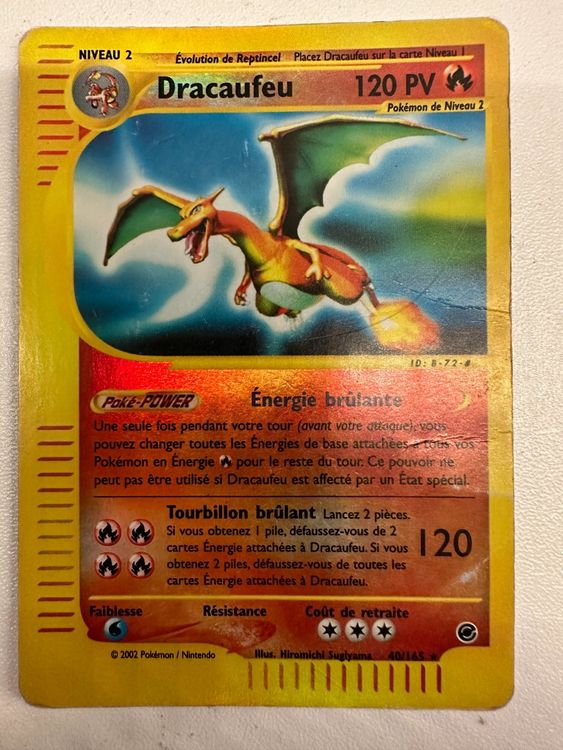 NIVEAU 2 Évolution de Reptincel Placez Dracaufeu sur la carte Niveau 1
Dracaufeu 120 PV
Pokémon de Niveau 2
ID: B-72-#
Poké-POWER Énergie brûlante
Une seule fois pendant votre tour (avant votre attaque), vous
pouvez changer toutes les Énergies de base attachées à tous vos
Pokémon en Énergie pour le reste du tour. Ce pouvoir ne
peut pas être utilisé si Dracaufeu est affecté par un État spécial.
Tourbillon brûlant Lancez 2 pièces.
Si vous obtenez 1 pile, défaussez-vous de 2
cartes Énergie attachées à Dracaufeu. Si vous
obtenez 2 piles, défaussez-vous de toutes les
cartes Énergie attachées à Dracaufeu.
120
Faiblesse Résistance Coût de retraite
© 2002 Pokémon / Nintendo Illus. Hiromichi Sugiyama 40/165 ★